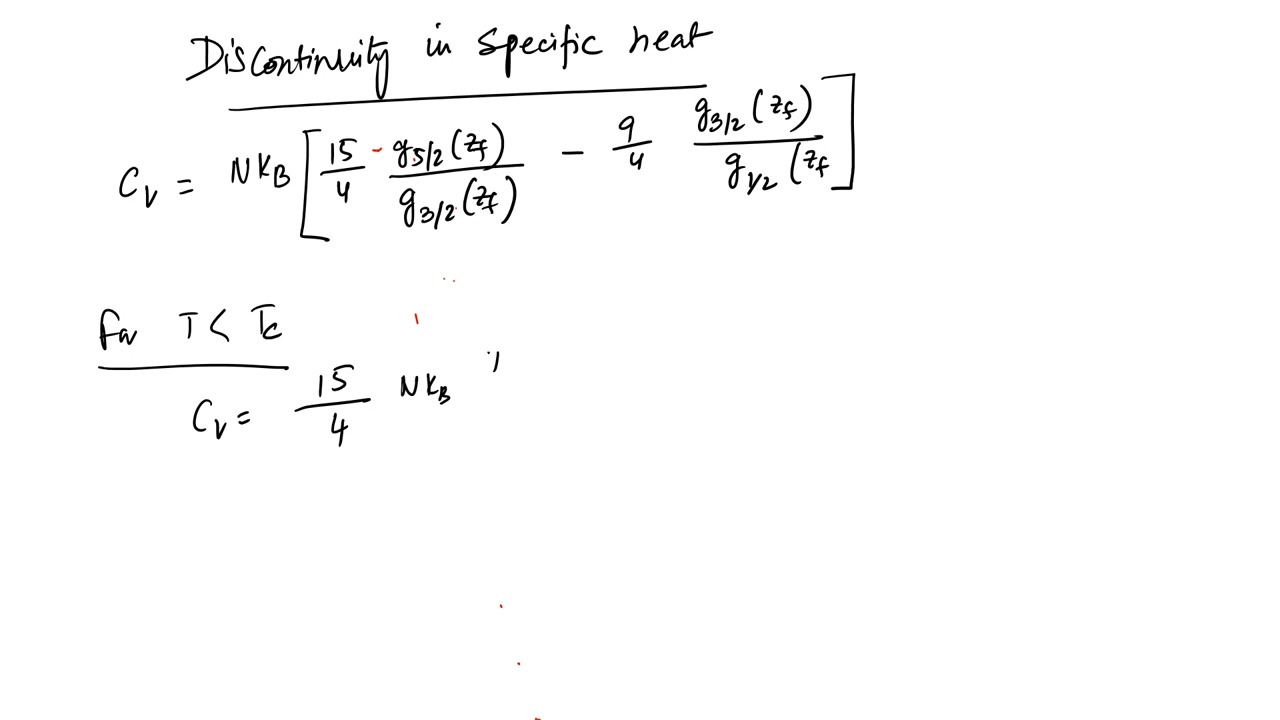 Discontinuity in specific heat
C_V = NK_B [ 15/4 - g_{5/2}(z_f) / g_{3/2}(z_f) - 9/4 g_{3/2}(z_f) / g_{1/2}(z_f ]
For T < T_c
C_V = 15/4 NK_B